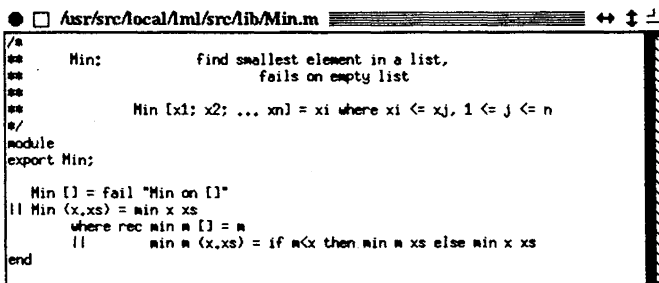 /usr/src/local/lml/src/lib/Min.m
/*
** Min: find smallest element in a list,
** fails on empty list
**
** Min [x1; x2; ... xn] = xi where xi <= xj, 1 <= j <= n
*/
module
export Min;
Min [] = fail "Min on []"
|| Min (x.xs) = min x xs
where rec min m [] = m
|| min m (x.xs) = if m<x then min m xs else min x xs
end